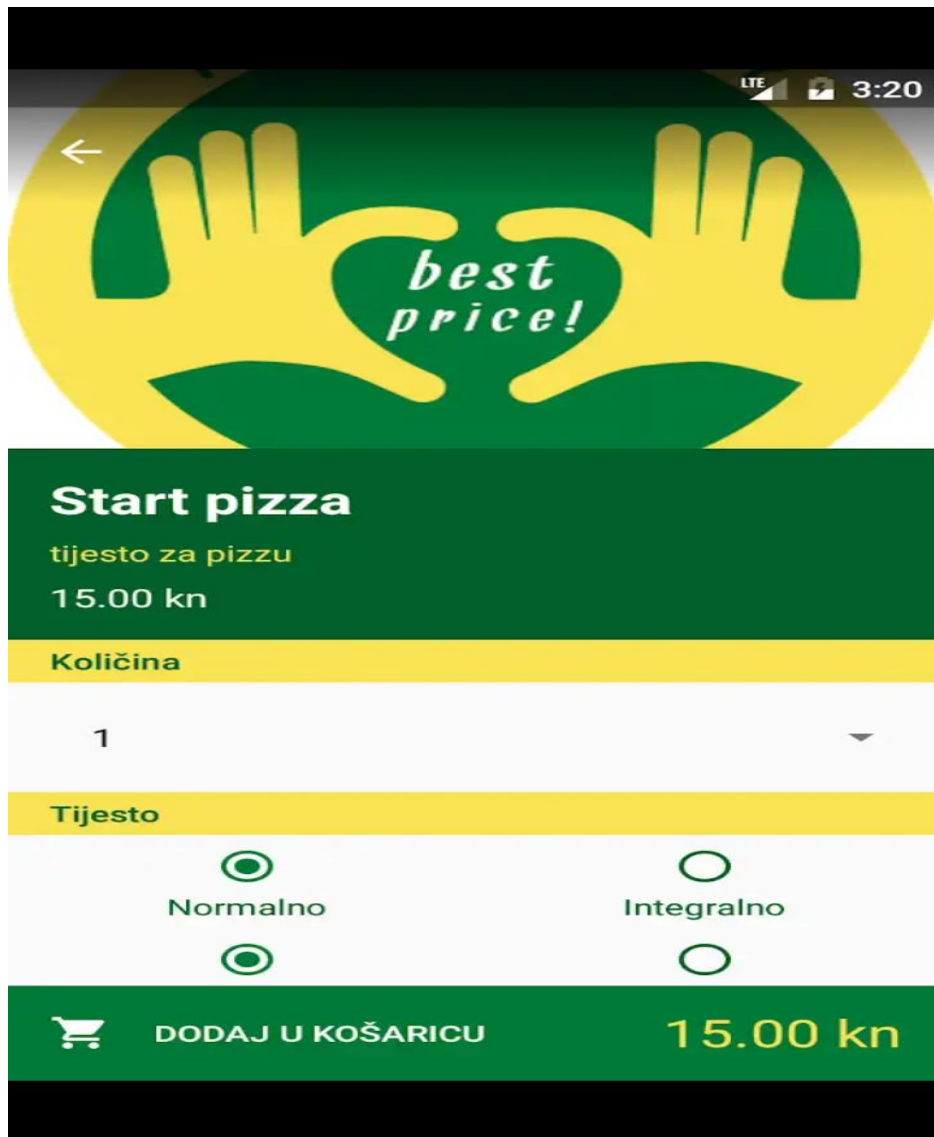 LTE 3:20
best
price!
Start pizza
tijesto za pizzu
15.00 kn
Količina
1
Tijesto
Normalno Integralno
DODAJ U KOŠARICU 15.00 kn